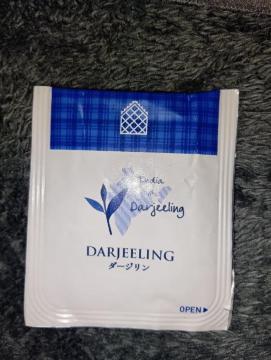 India
Darjeeling
DARJEELING
ダージリン
OPEN▶